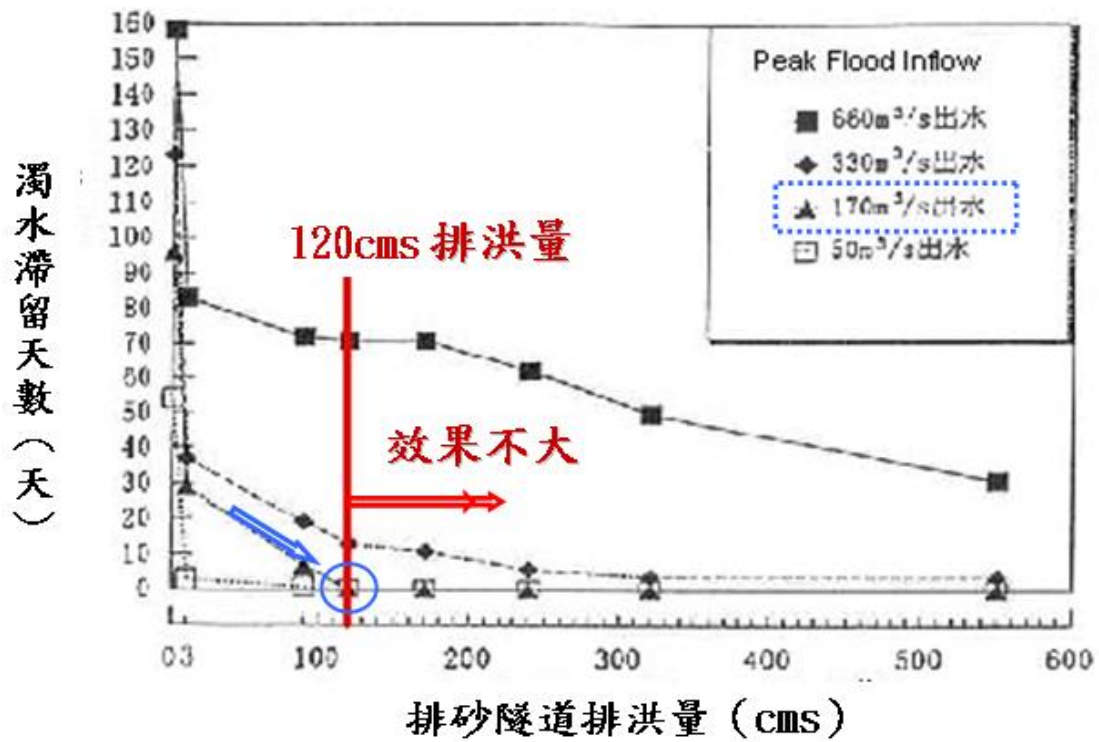 160
150
140
130
120
110
100
90
80
70
60
50
40
30
20
10
0
濁水滯留天數（天）
Peak Flood Inflow
660m³/s出水
330m³/s出水
170m³/s出水
50m³/s出水
120cms 排洪量
效果不大
03 100 200 300 400 500 600
排砂隧道排洪量（cms）